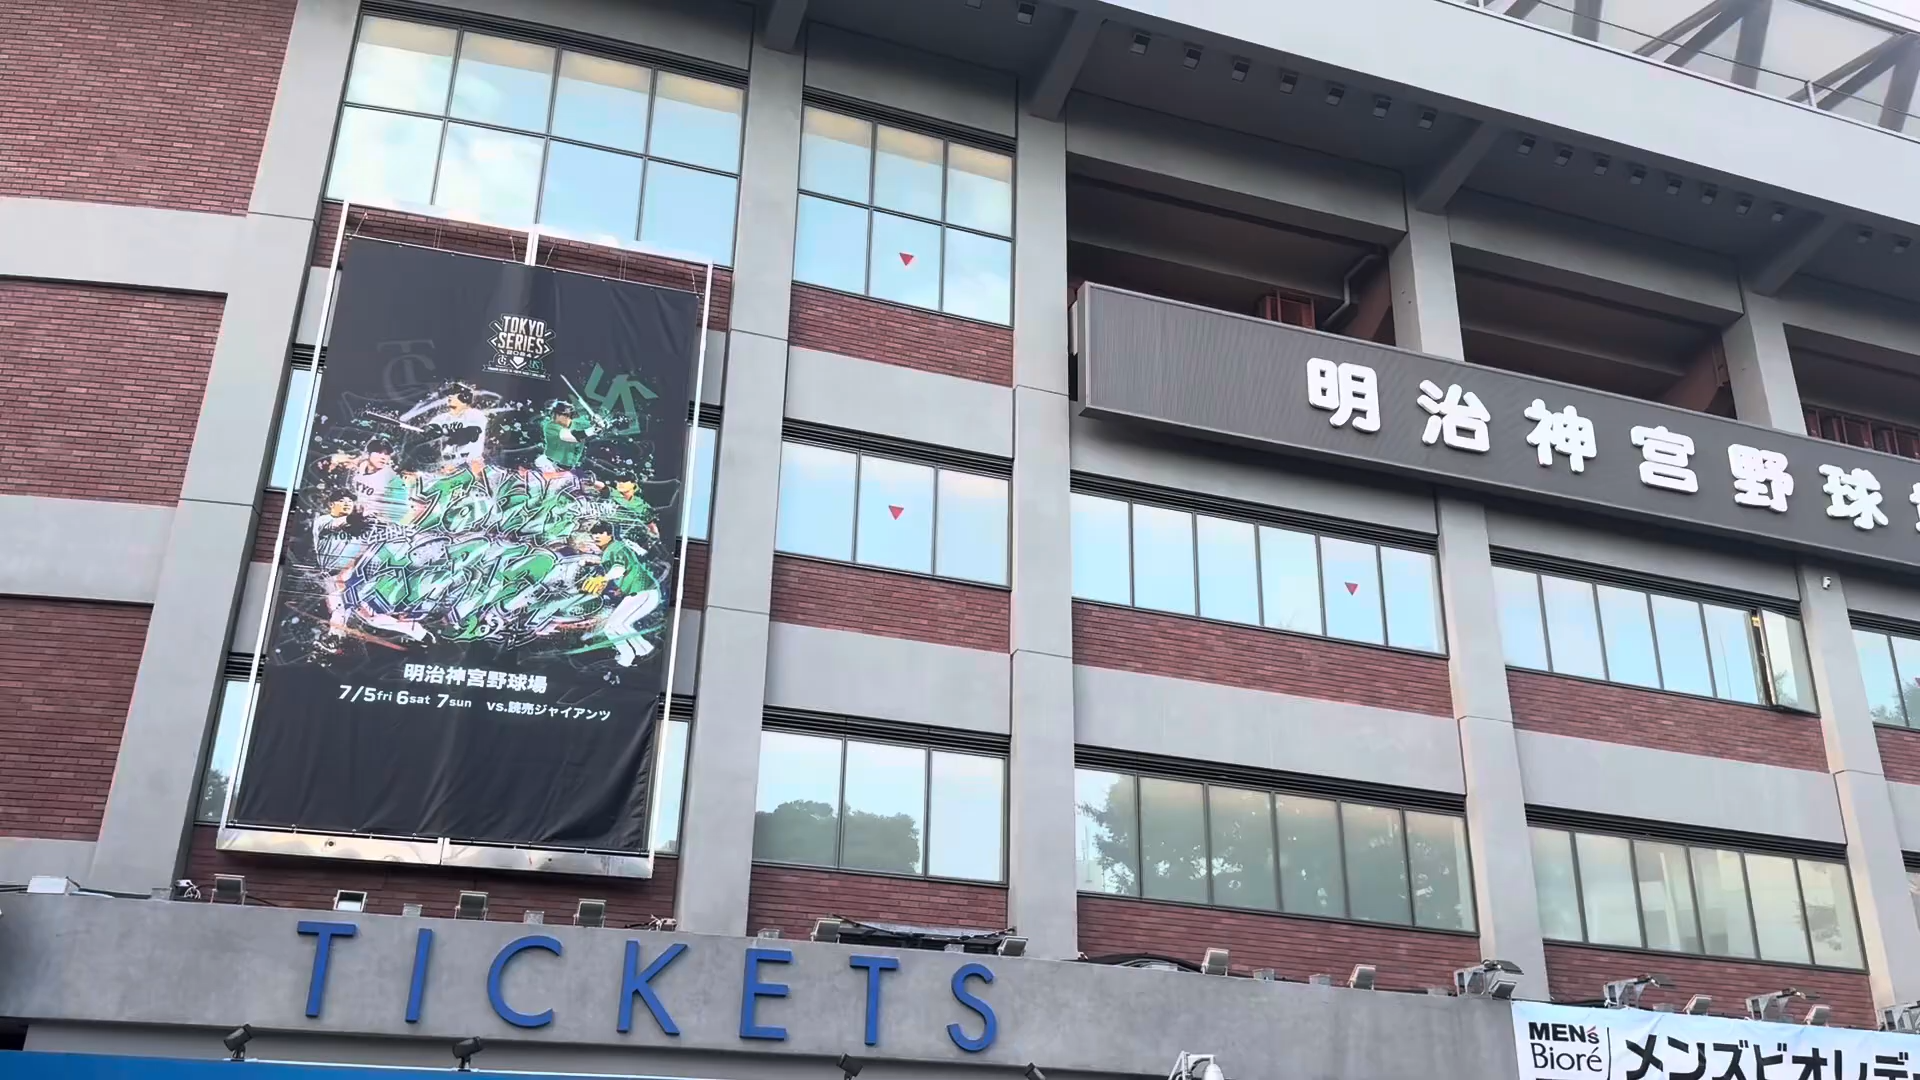 TOKYO
SERIES
2024
明治神宮野球場
7/5fri 6sat 7sun vs.読売ジャイアンツ
明治神宮野球
TICKETS
MEN's
Bioré
メンズビオレデー